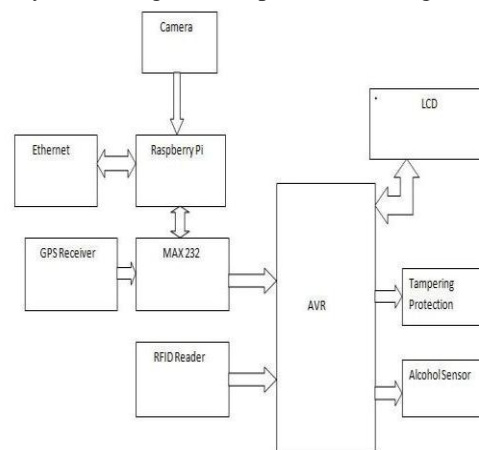 Camera
LCD
Ethernet
Raspberry Pi
GPS Receiver
MAX 232
AVR
Tampering
Protection
RFID Reader
Alcohol Sensor